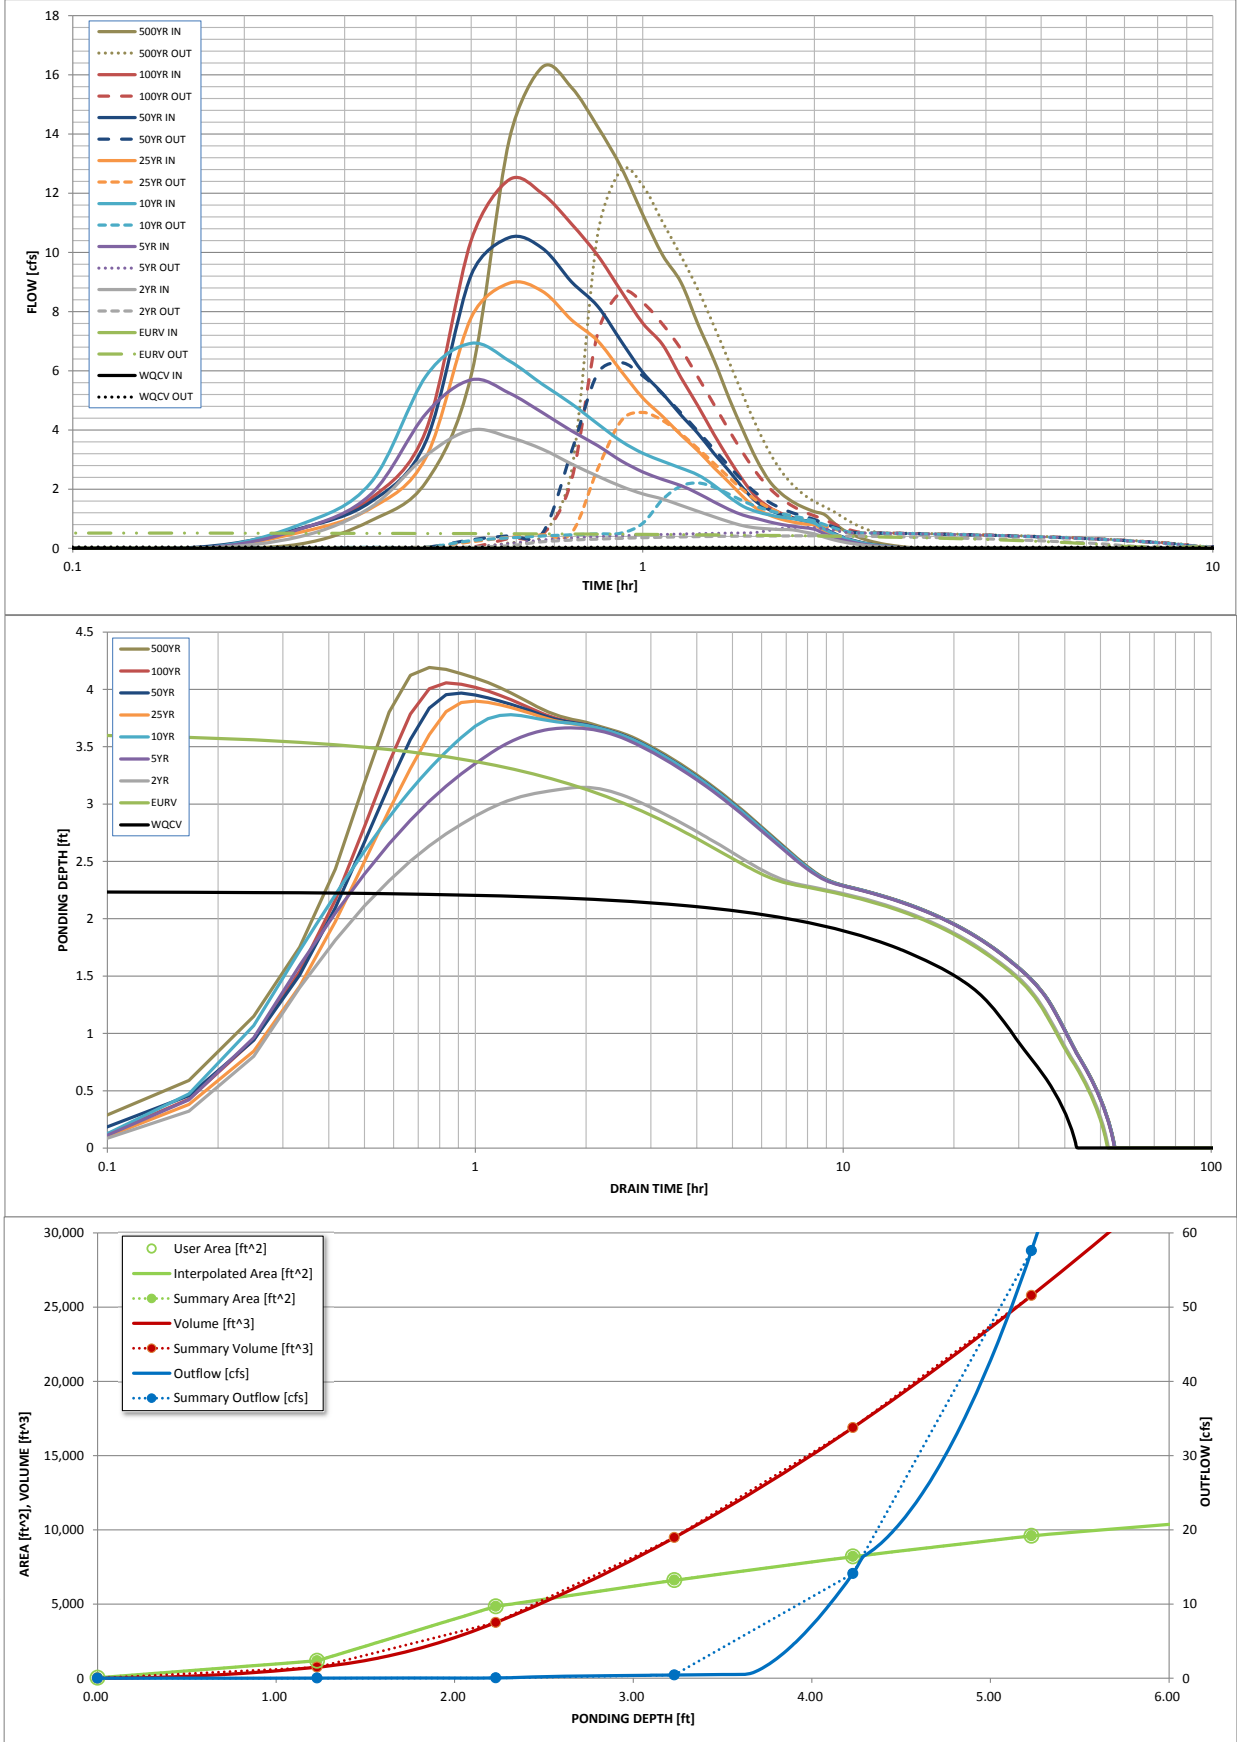 18
16
14
12
10
8
6
4
2
0
FLOW [cfs]
500YR IN
500YR OUT
100YR IN
100YR OUT
50YR IN
50YR OUT
25YR IN
25YR OUT
10YR IN
10YR OUT
5YR IN
5YR OUT
2YR IN
2YR OUT
EURV IN
EURV OUT
WQCV IN
WQCV OUT
0.1
1
10
TIME [hr]
4.5
4
3.5
3
2.5
2
1.5
1
0.5
0
PONDING DEPTH [ft]
500YR
100YR
50YR
25YR
10YR
5YR
2YR
EURV
WQCV
0.1
1
10
100
DRAIN TIME [hr]
30,000
25,000
20,000
15,000
10,000
5,000
0
AREA [ft^2], VOLUME [ft^3]
User Area [ft^2]
Interpolated Area [ft^2]
Summary Area [ft^2]
Volume [ft^3]
Summary Volume [ft^3]
Outflow [cfs]
Summary Outflow [cfs]
60
50
40
30
20
10
0
OUTFLOW [cfs]
0.00
1.00
2.00
3.00
4.00
5.00
6.00
PONDING DEPTH [ft]